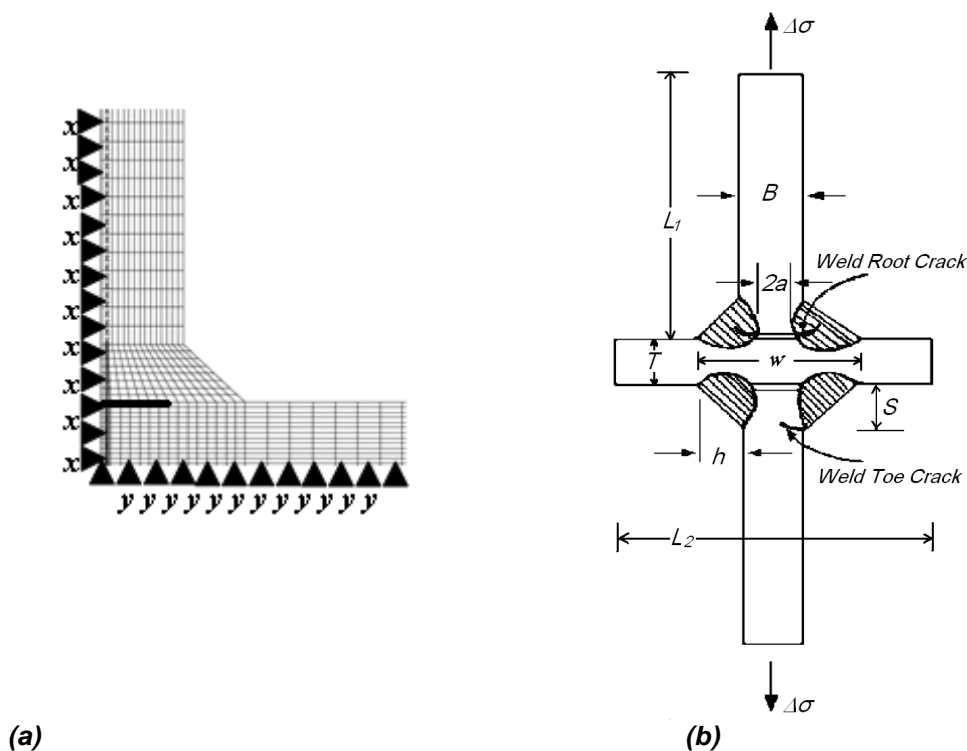 x
x
x
x
x
x
x
x
x
x
y y y y y y y y y y
Δσ
B
L₁
Weld Root Crack
2a
T
w
S
h
Weld Toe Crack
L₂
Δσ
(a)
(b)